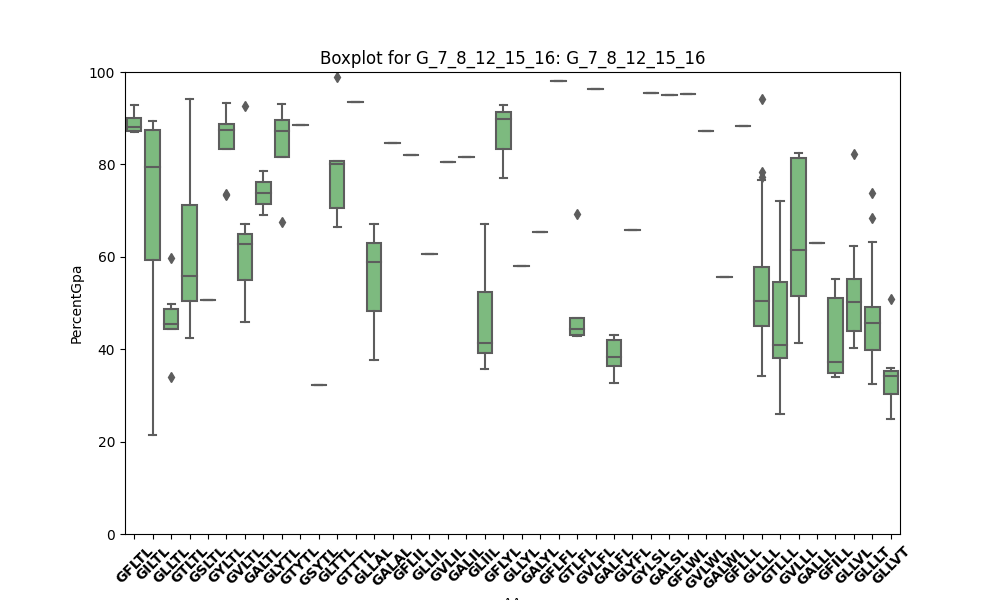 Boxplot for G_7_8_12_15_16: G_7_8_12_15_16
PercentGpa
100
80
60
40
20
0
GFLTL
GILTL
GLLTL
GTLTL
GSLTL
GYLTL
GVLTL
GALTL
GLYTL
GTYTL
GSYTL
GLTTL
GTTTL
GLLAL
GALAL
GFLIL
GLLIL
GVLIL
GALIL
GLIIL
GFLYL
GLLYL
GALYL
GFLFL
GTLFL
GVLFL
GALFL
GLYFL
GYLSL
GALSL
GFLWL
GVLWL
GALWL
GFLLL
GLLLL
GTLLL
GVLLL
GALLL
GFILL
GLLVL
GLLLT
GLLVT